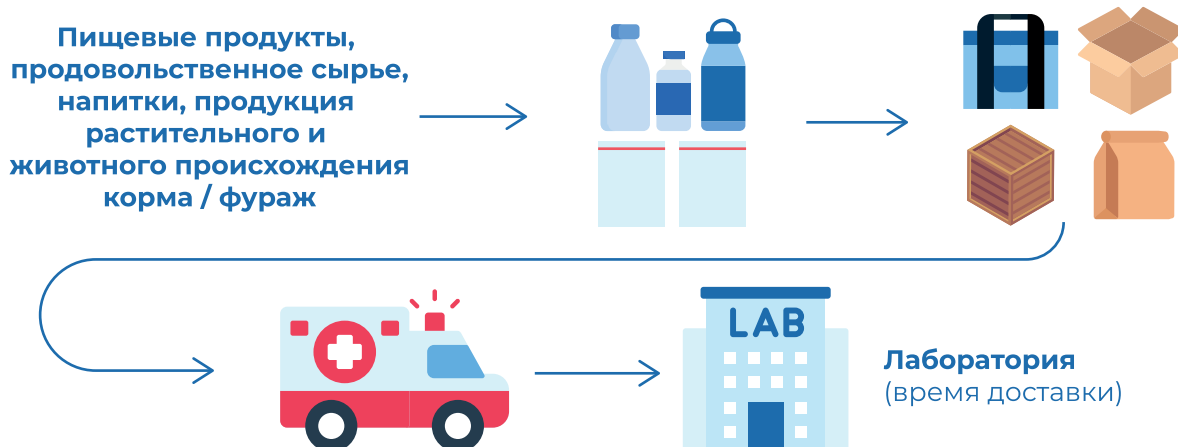 Пищевые продукты,
продовольственное сырье,
напитки, продукция
растительного и
животного происхождения
корма / фураж
LAB
Лаборатория
(время доставки)